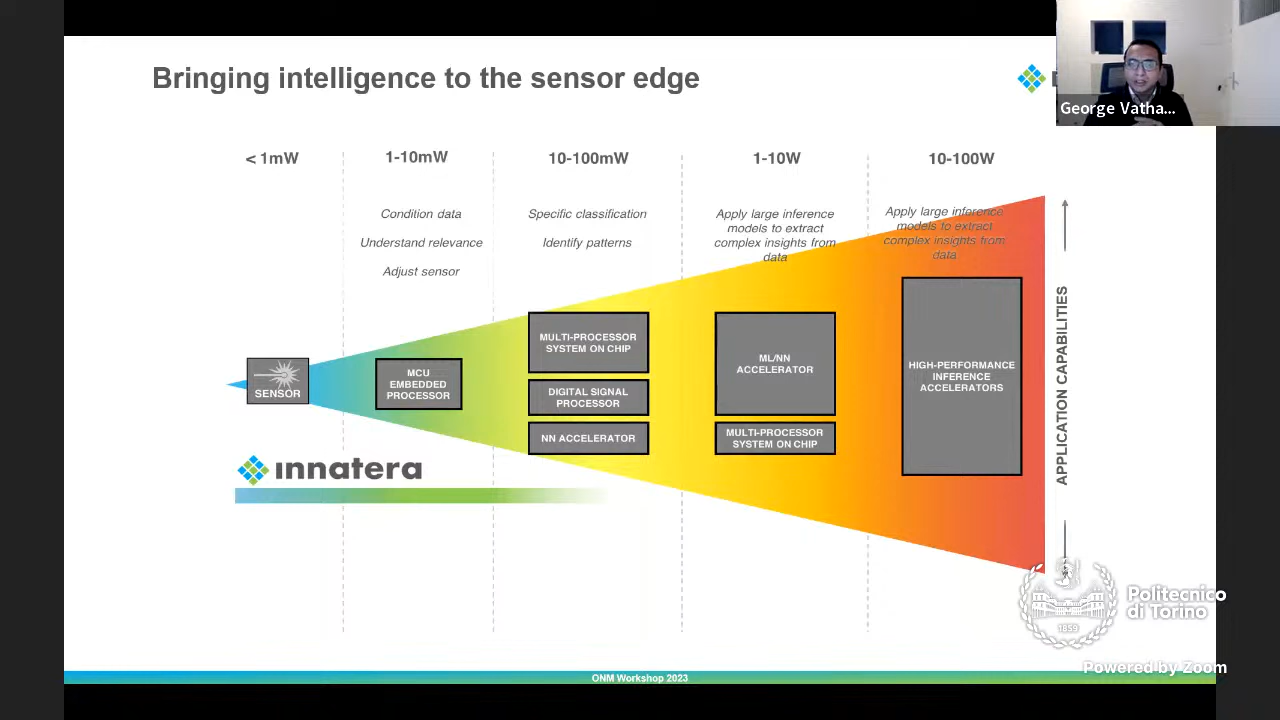 Bringing intelligence to the sensor edge
George Vatha...
< 1mW
1-10mW
10-100mW
1-10W
10-100W
Condition data
Understand relevance
Adjust sensor
Specific classification
Identify patterns
Apply large inference
models to extract
complex insights from
data
Apply large inference
models to extract
complex insights from
data
SENSOR
MCU
EMBEDDED
PROCESSOR
MULTI-PROCESSOR
SYSTEM ON CHIP
DIGITAL SIGNAL
PROCESSOR
NN ACCELERATOR
ML/NN
ACCELERATOR
MULTI-PROCESSOR
SYSTEM ON CHIP
HIGH-PERFORMANCE
INFERENCE
ACCELERATORS
APPLICATION CAPABILITIES
innatera
Politecnico
di Torino
1859
Powered by Zoom
ONM Workshop 2023